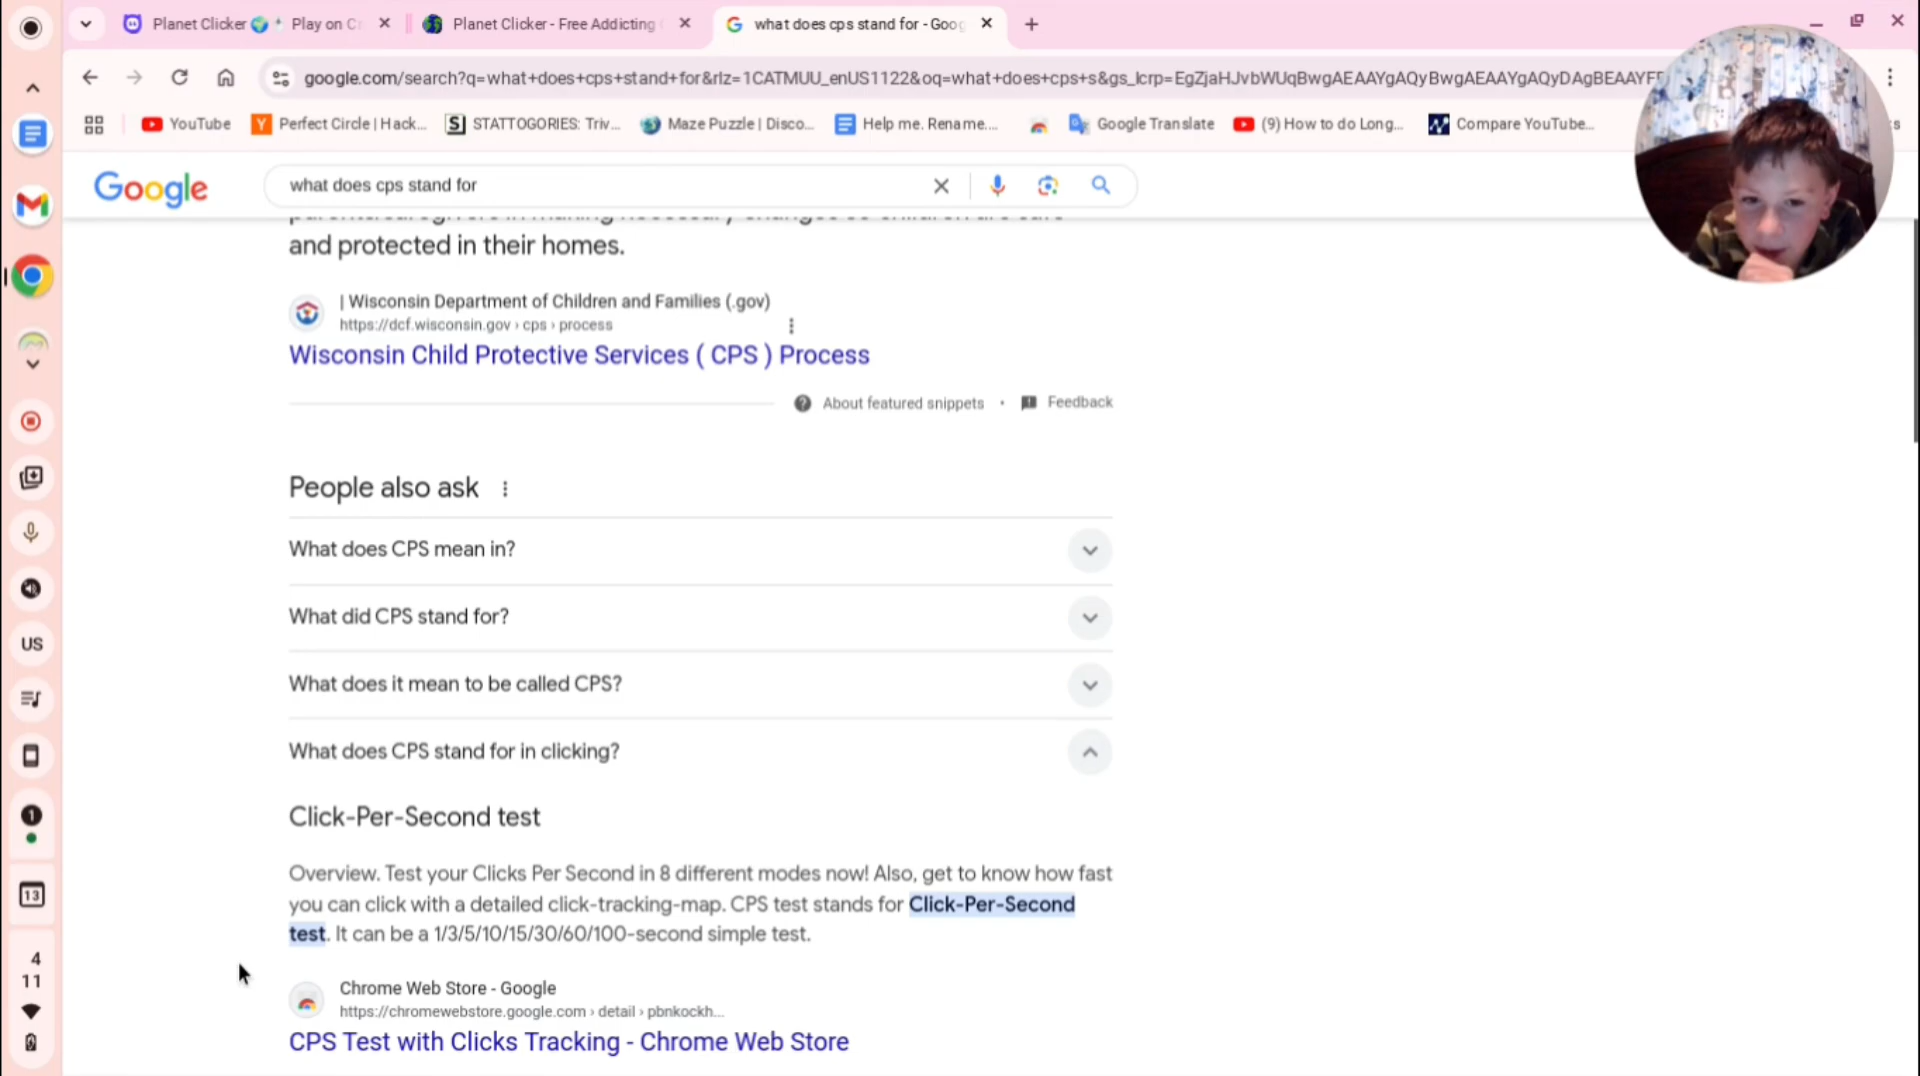 Planet Clicker 🌍 Play on C
Planet Clicker - Free Addicting
what does cps stand for - Goog
google.com/search?q=what+does+cps+stand+for&rlz=1CATMUU_enUS1122&oq=what+does+cps+s&gs_lcrp=EgZjaHJvbWUqBwgAEAAYgAQyBwgAEAAYgAQyDAgBEAAYF
YouTube
Perfect Circle | Hack...
STATTOGORIES: Triv...
Maze Puzzle | Disco...
Help me. Rename....
Google Translate
(9) How to do Long...
Compare YouTube...
Google
what does cps stand for
and protected in their homes.
| Wisconsin Department of Children and Families (.gov)
https://dcf.wisconsin.gov › cps › process
Wisconsin Child Protective Services ( CPS ) Process
About featured snippets
Feedback
People also ask
What does CPS mean in?
What did CPS stand for?
What does it mean to be called CPS?
What does CPS stand for in clicking?
Click-Per-Second test
Overview. Test your Clicks Per Second in 8 different modes now! Also, get to know how fast
you can click with a detailed click-tracking-map. CPS test stands for Click-Per-Second
test. It can be a 1/3/5/10/15/30/60/100-second simple test.
Chrome Web Store - Google
https://chromewebstore.google.com › detail › pbnkockh...
CPS Test with Clicks Tracking - Chrome Web Store
US
1
13
4
11